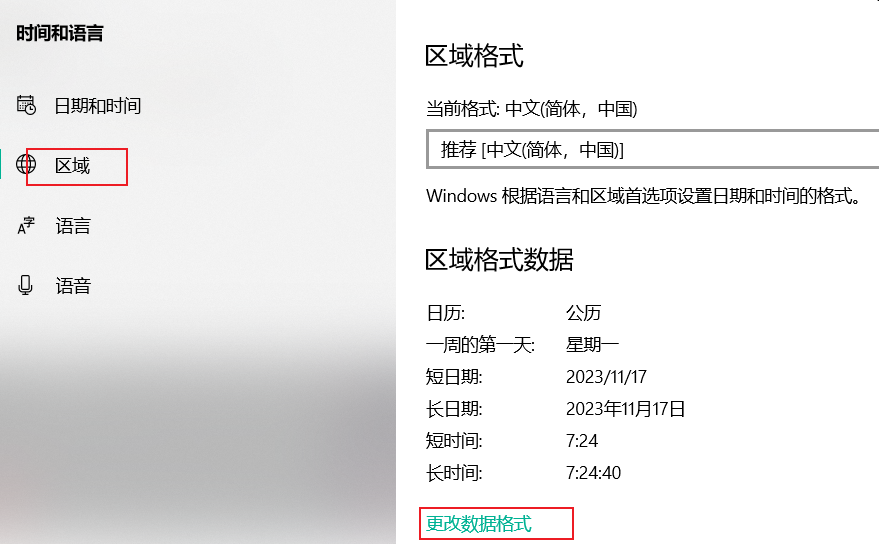 时间和语言
日期和时间
区域
语言
语音
区域格式
当前格式: 中文(简体，中国)
推荐 [中文(简体，中国)]
Windows 根据语言和区域首选项设置日期和时间的格式。
区域格式数据
日历: 公历
一周的第一天: 星期一
短日期: 2023/11/17
长日期: 2023年11月17日
短时间: 7:24
长时间: 7:24:40
更改数据格式